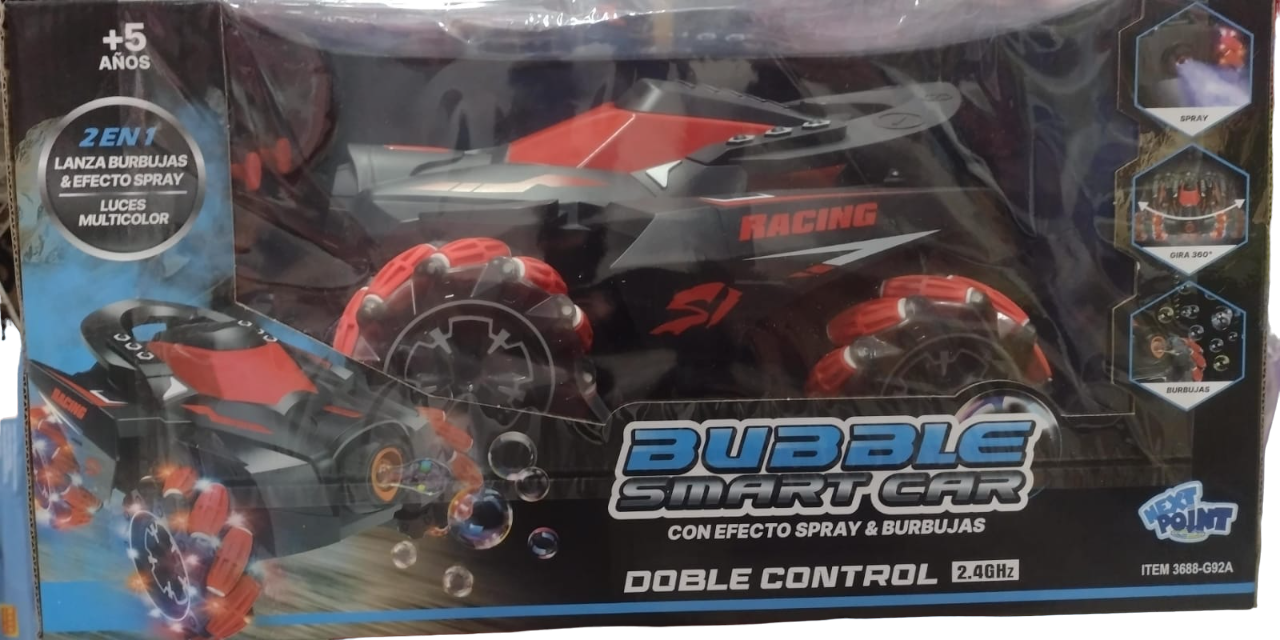 +5
AÑOS
2 EN 1
LANZA BURBUJAS
& EFECTO SPRAY
LUCES
MULTICOLOR
RACING
S1
RACING
SPRAY
GIRA 360°
BURBUJAS
BUBBLE
SMART CAR
CON EFECTO SPRAY & BURBUJAS
DOBLE CONTROL 2.4GHz
NEXT
POINT
ITEM 3688-G92A